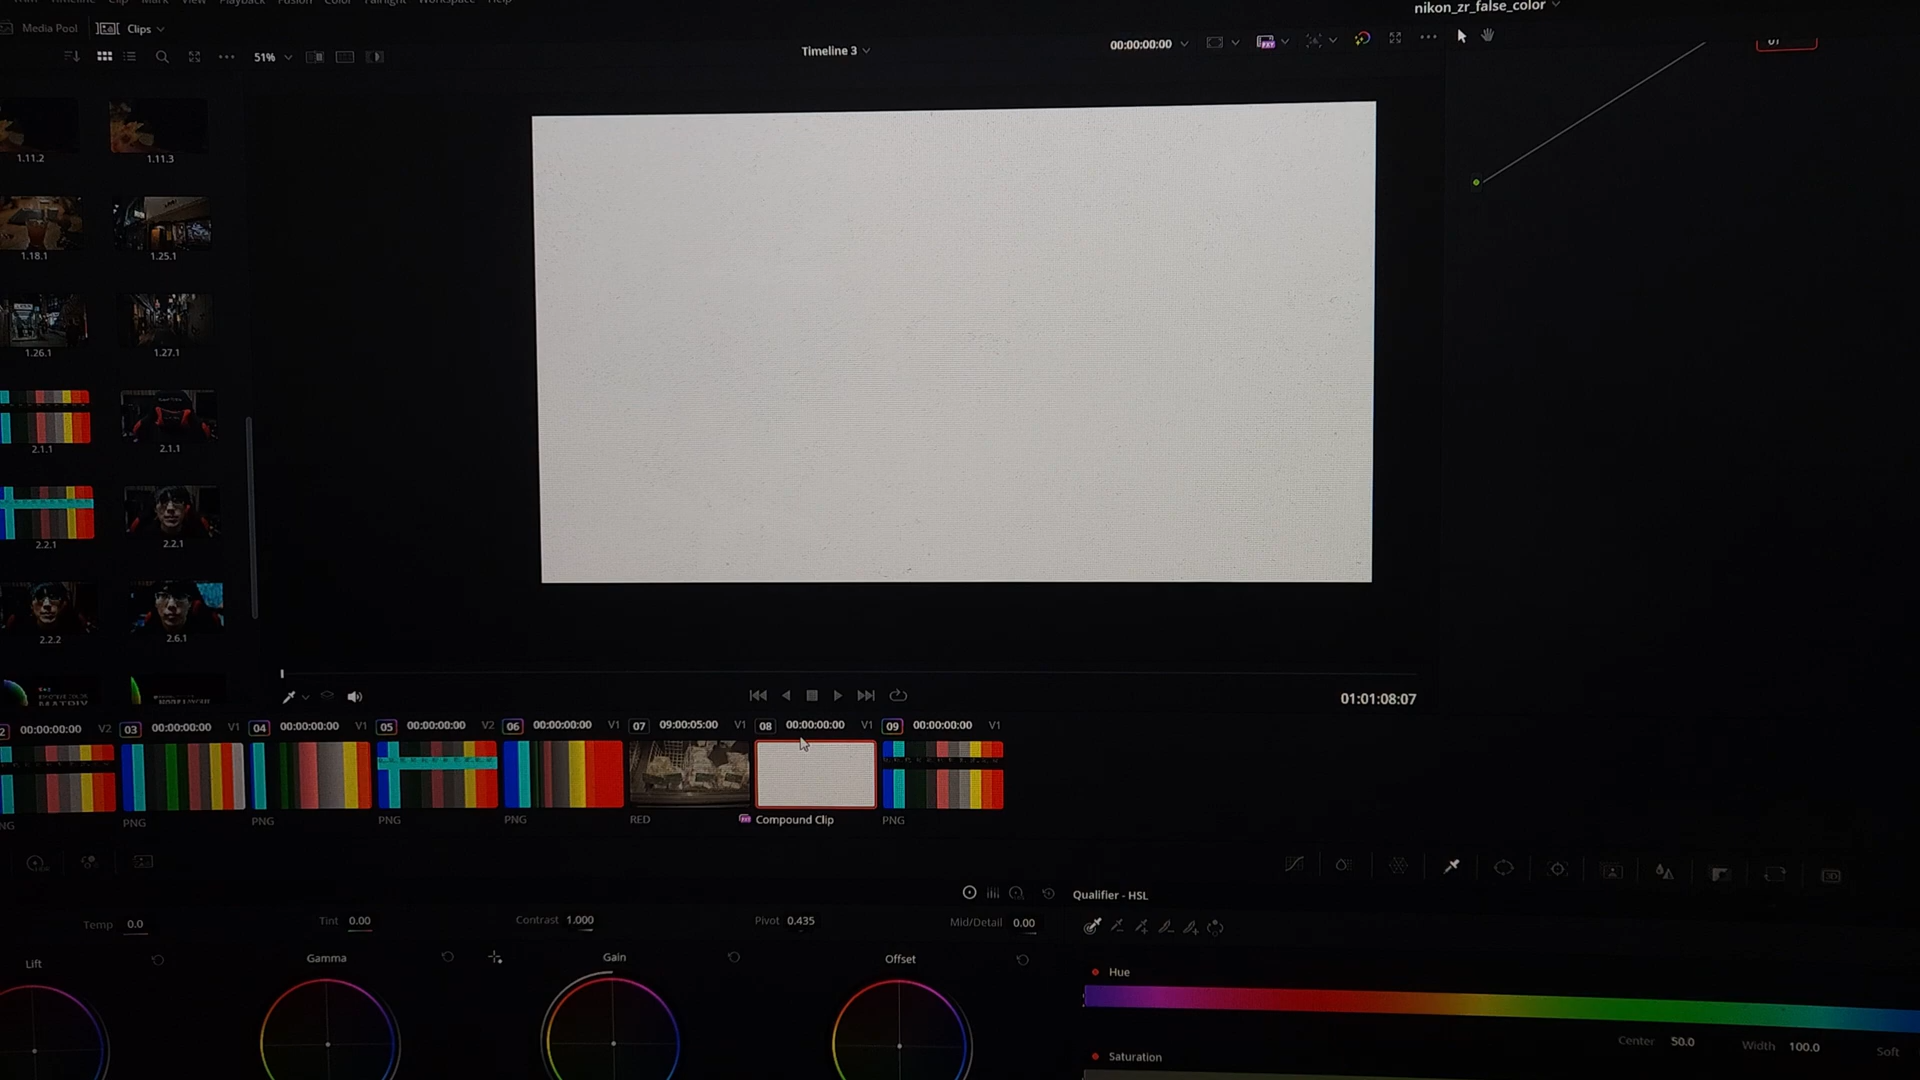 nikon_zr_false_color
Media Pool
Clips
51%
Timeline 3
00:00:00:00
1.11.2
1.11.3
1.18.1
1.25.1
1.26.1
1.27.1
2.1.1
2.1.1
2.2.1
2.2.1
2.2.2
2.6.1
01:01:08:07
00:00:00:00 V2
03 00:00:00:00 V1
04 00:00:00:00 V1
05 00:00:00:00 V2
06 00:00:00:00 V1
07 09:00:05:00 V1
08 00:00:00:00 V1
09 00:00:00:00 V1
PNG
PNG
PNG
PNG
RED
Compound Clip
PNG
Qualifier - HSL
Temp 0.0
Tint 0.00
Contrast 1.000
Pivot 0.435
Mid/Detail 0.00
Lift
Gamma
Gain
Offset
Hue
Center 50.0
Width 100.0
Soft
Saturation